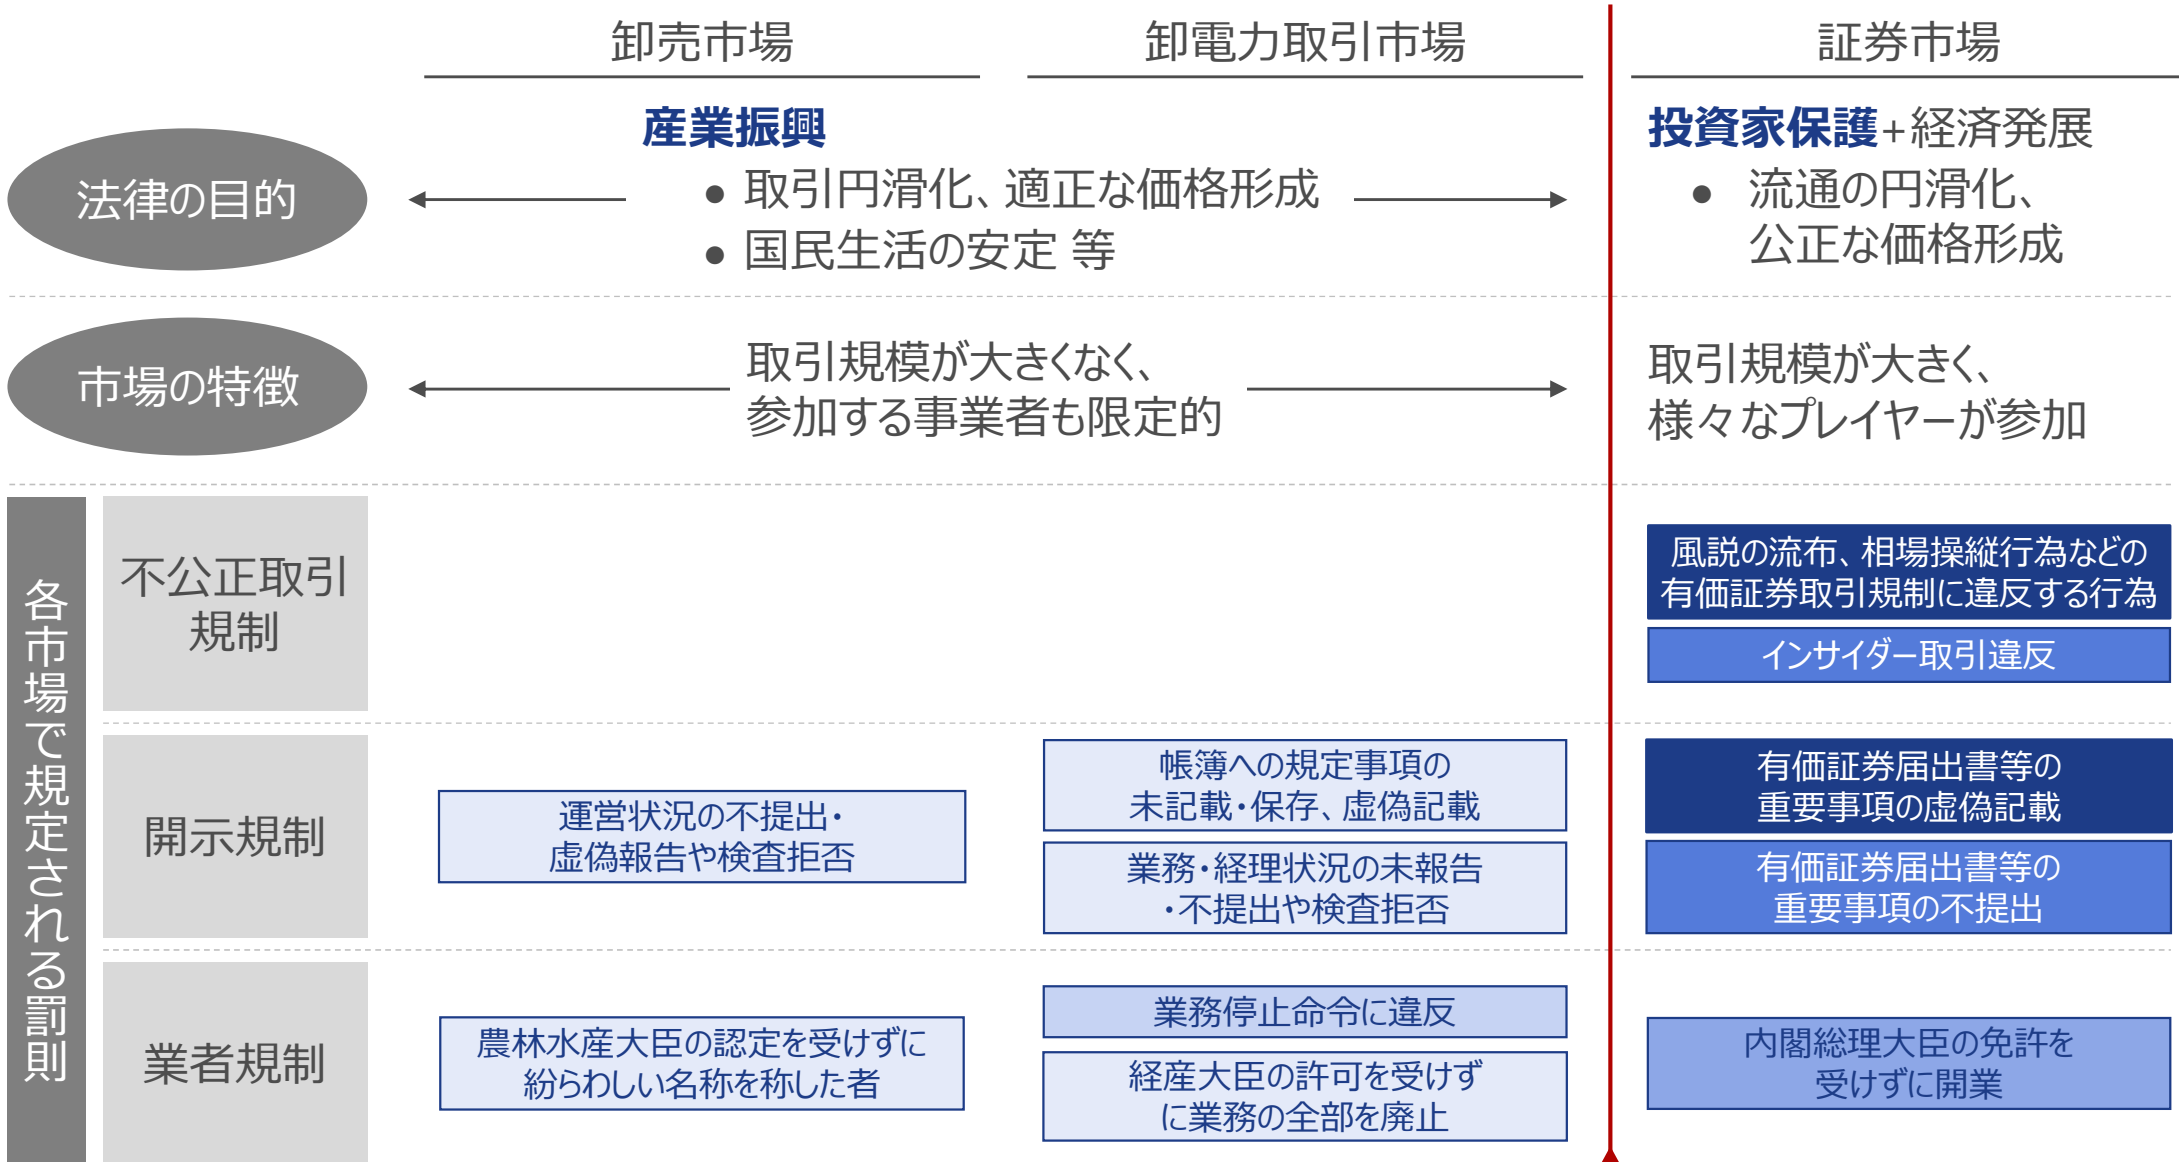 卸売市場
卸電力取引市場
証券市場
法律の目的
産業振興
● 取引円滑化、適正な価格形成
● 国民生活の安定 等
投資家保護+経済発展
● 流通の円滑化、
公正な価格形成
市場の特徴
取引規模が大きくなく、
参加する事業者も限定的
取引規模が大きく、
様々なプレイヤーが参加
各市場で規定される罰則
不公正取引
規制
風説の流布、相場操縦行為などの
有価証券取引規制に違反する行為
インサイダー取引違反
開示規制
運営状況の不提出・
虚偽報告や検査拒否
帳簿への規定事項の
未記載・保存、虚偽記載
業務・経理状況の未報告
・不提出や検査拒否
有価証券届出書等の
重要事項の虚偽記載
有価証券届出書等の
重要事項の不提出
業者規制
農林水産大臣の認定を受けずに
紛らわしい名称を称した者
業務停止命令に違反
経産大臣の許可を受けず
に業務の全部を廃止
内閣総理大臣の免許を
受けずに開業